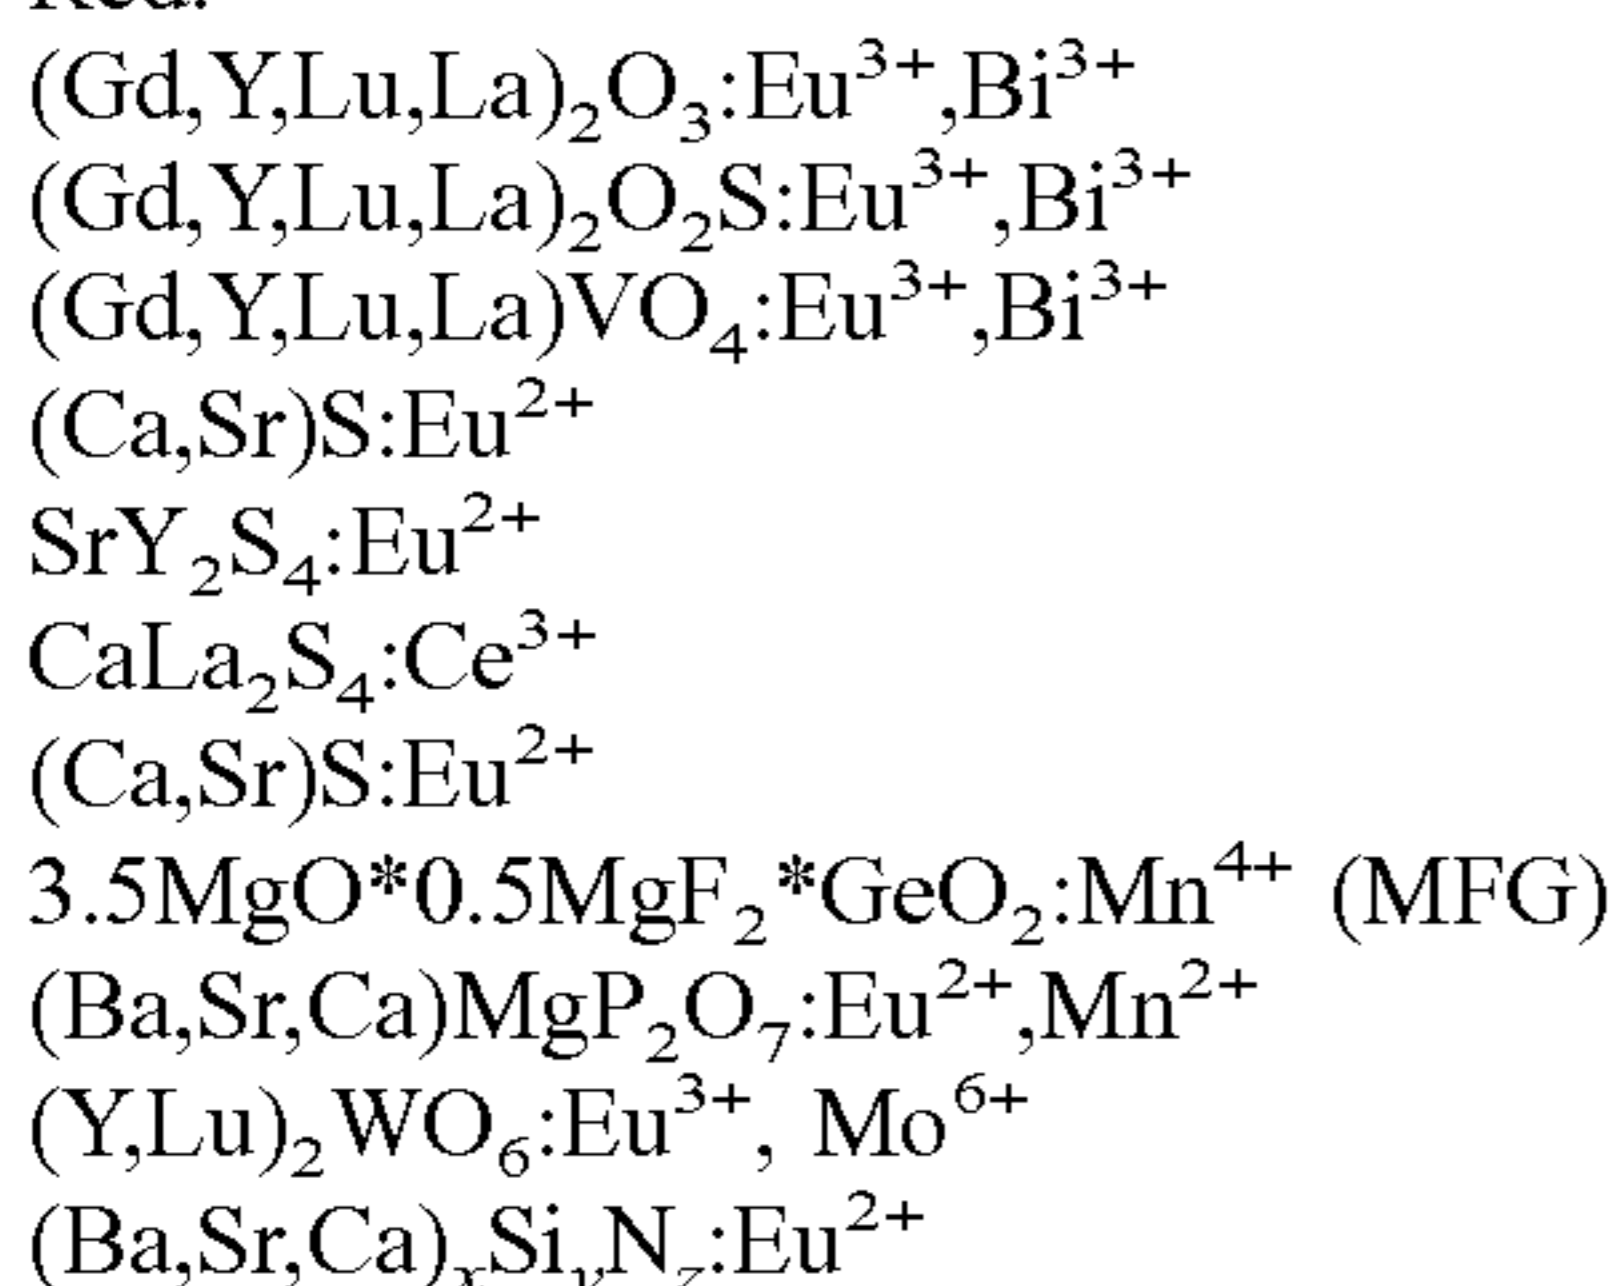 Red:
(Gd,Y,Lu,La)₂O₃:Eu³⁺,Bi³⁺
(Gd,Y,Lu,La)₂O₂S:Eu³⁺,Bi³⁺
(Gd,Y,Lu,La)VO₄:Eu³⁺,Bi³⁺
(Ca,Sr)S:Eu²⁺
SrY₂S₄:Eu²⁺
CaLa₂S₄:Ce³⁺
(Ca,Sr)S:Eu²⁺
3.5MgO*0.5MgF₂*GeO₂:Mn⁴⁺ (MFG)
(Ba,Sr,Ca)MgP₂O₇:Eu²⁺,Mn²⁺
(Y,Lu)₂WO₆:Eu³⁺, Mo⁶⁺
(Ba,Sr,Ca)ₓSiᵧN𝓏:Eu²⁺